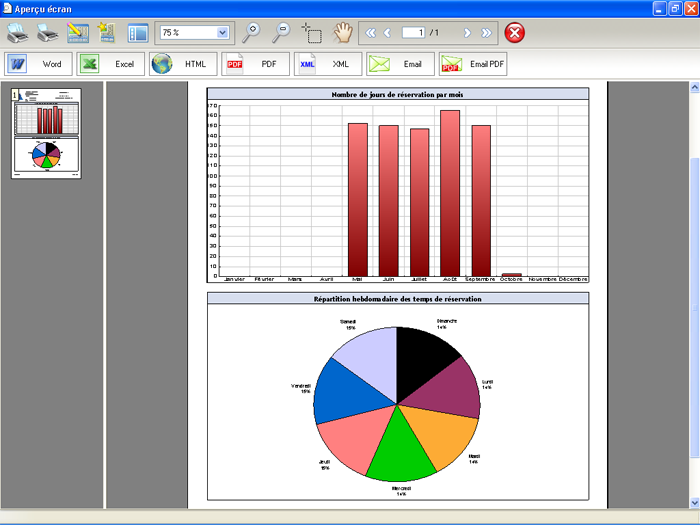 Aperçu écran
75 %
1 / 1
Word
Excel
HTML
PDF
XML
Email
Email PDF
1
Nombre de jours de réservation par mois
170
160
150
140
130
120
110
100
90
80
70
60
50
40
30
20
10
0
Janvier Février Mars Avril Mai Juin Juillet Août Septembre Octobre Novembre Décembre
Répartition hebdomadaire des temps de réservation
Samedi
15%
Dimanche
14%
Vendredi
15%
Lundi
14%
Jeudi
15%
Mardi
14%
Mercredi
14%